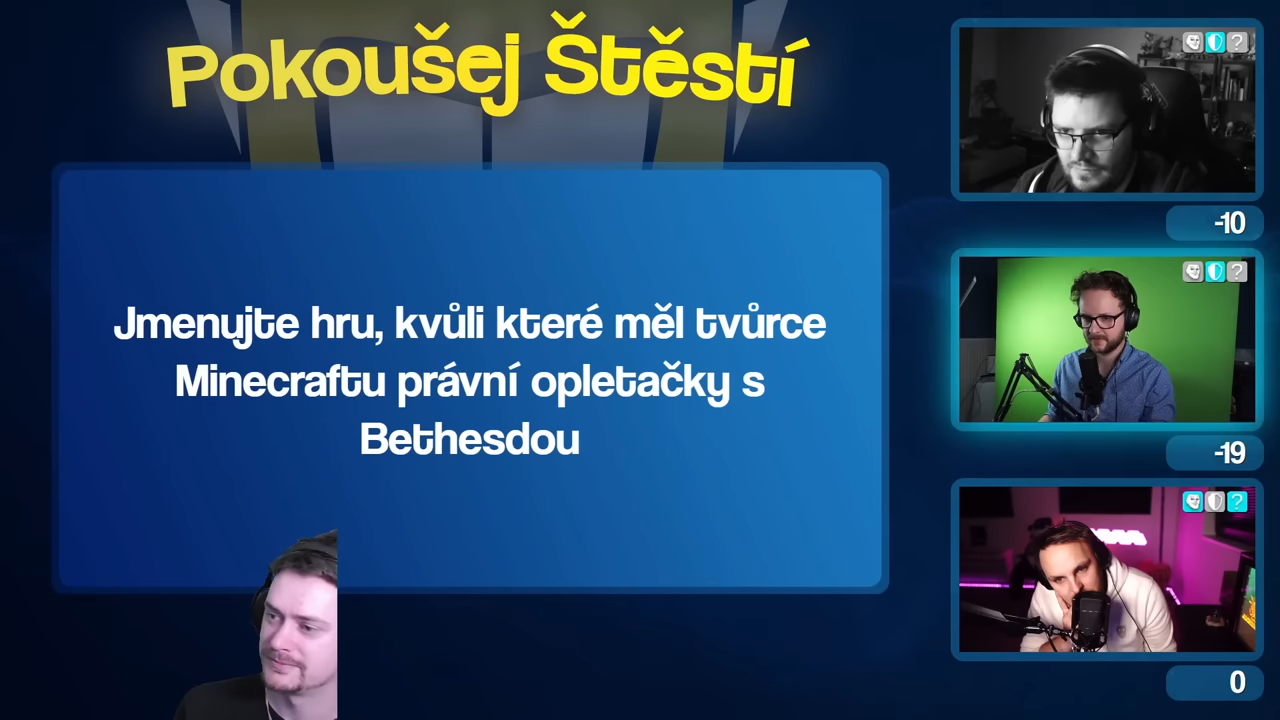 Pokoušej Štěstí
Jmenujte hru, kvůli které měl tvůrce
Minecraftu právní opletačky s
Bethesdou
?
-10
?
-19
?
0